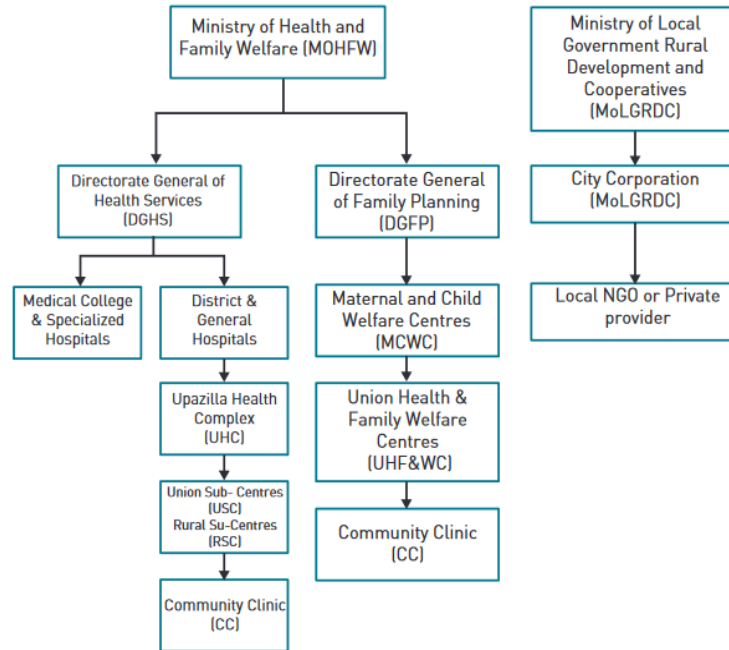 Ministry of Health and
Family Welfare (MOHFW)
Ministry of Local
Government Rural
Development and
Cooperatives
(MoLGRDC)
Directorate General of
Health Services
(DGHS)
Directorate General
of Family Planning
(DGFP)
City Corporation
(MoLGRDC)
Medical College
& Specialized
Hospitals
District &
General
Hospitals
Maternal and Child
Welfare Centres
(MCWC)
Local NGO or Private
provider
Upazilla Health
Complex
(UHC)
Union Health &
Family Welfare
Centres
(UHF&WC)
Union Sub- Centres
(USC)
Rural Su-Centres
(RSC)
Community Clinic
(CC)
Community Clinic
(CC)